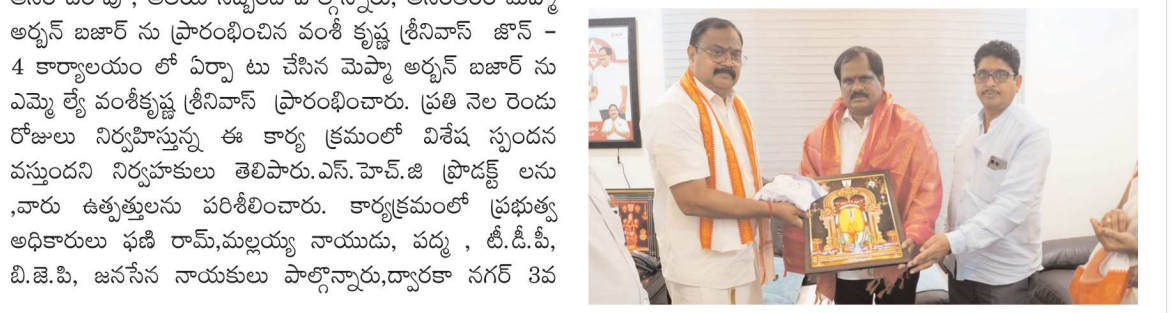 అర్బన్ బజార్ ను ప్రారంభించిన వంశీ కృష్ణ శ్రీనివాస్ జోన్ –
4 కార్యాలయం లో ఏర్పా టు చేసిన మెప్మా అర్బన్ బజార్ ను
ఎమ్మె ల్యే వంశీకృష్ణ శ్రీనివాస్ ప్రారంభించారు. ప్రతి నెల రెండు
రోజులు నిర్వహిస్తున్న ఈ కార్య క్రమంలో విశేష స్పందన
వస్తుందని నిర్వహకులు తెలిపారు.ఎస్.హెచ్.జి ప్రొడక్ట్ లను
,వారు ఉత్పత్తులను పరిశీలించారు. కార్యక్రమంలో ప్రభుత్వ
అధికారులు ఫణి రామ్,మల్లయ్య నాయుడు, పద్మ , టీ.డీ.పీ,
బి.జె.పి, జనసేన నాయకులు పాల్గొన్నారు,ద్వారకా నగర్ 3వ